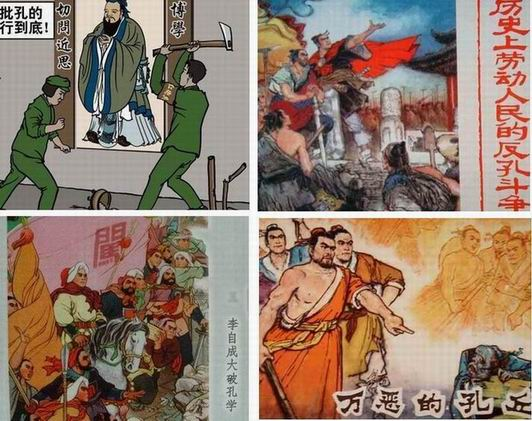 批孔的
行到底!
切問近思
博學
历史上劳动人民的反孔斗争
闖
李自成大破孔学
万恶的孔丘